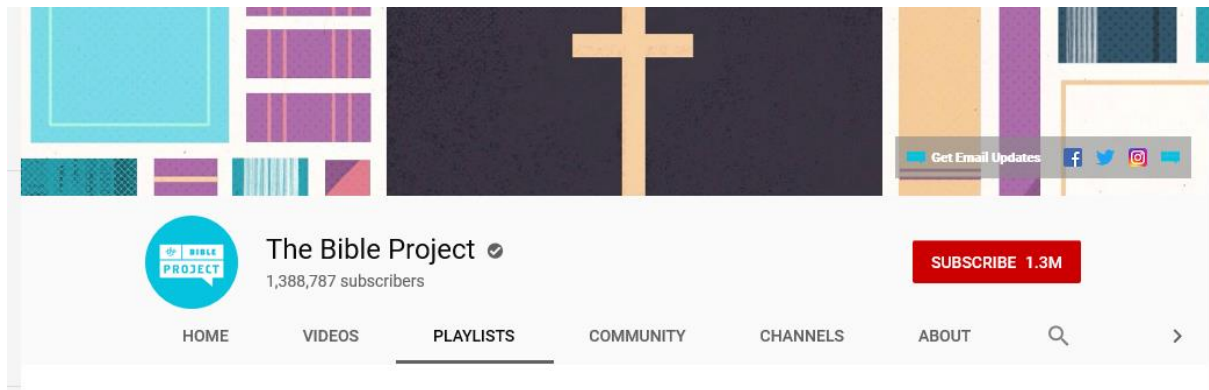 Get Email Updates
BIBLE
PROJECT
The Bible Project
1,388,787 subscribers
SUBSCRIBE 1.3M
HOME VIDEOS PLAYLISTS COMMUNITY CHANNELS ABOUT